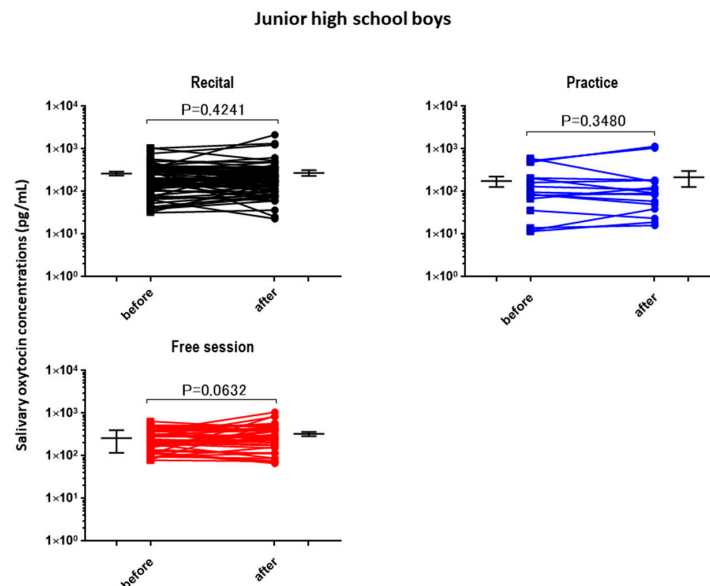 Junior high school boys
Salivary oxytocin concentrations (pg/mL)
Recital
P=0.4241
1×10⁴
1×10³
1×10²
1×10¹
1×10⁰
before
after
Practice
P=0.3480
1×10⁴
1×10³
1×10²
1×10¹
1×10⁰
before
after
Free session
P=0.0632
1×10⁴
1×10³
1×10²
1×10¹
1×10⁰
before
after